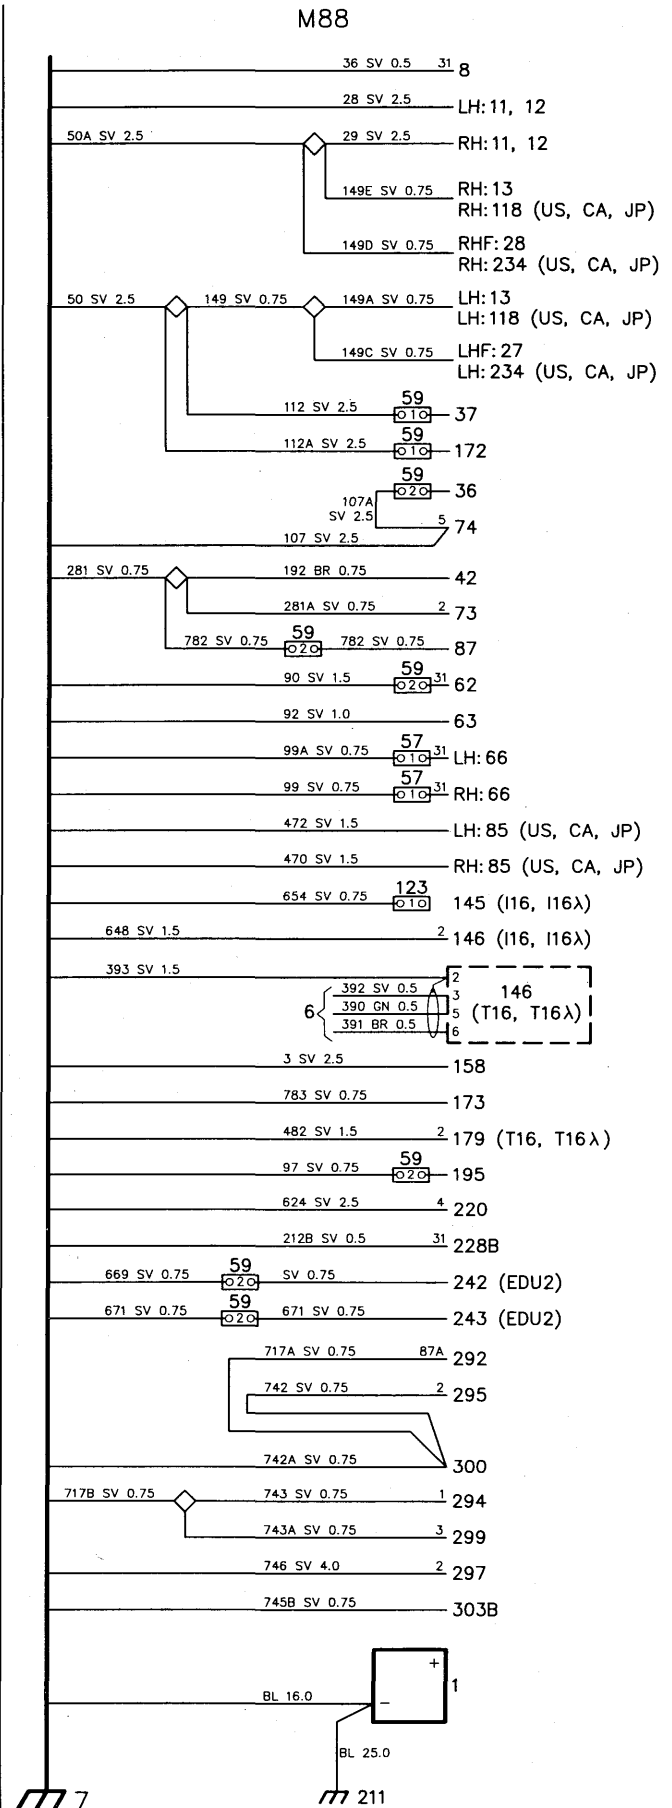 M88
36 SV 0.5 31 8
28 SV 2.5 LH:11, 12
50A SV 2.5 29 SV 2.5 RH:11, 12
149E SV 0.75 RH:13
RH:118 (US, CA, JP)
149D SV 0.75 RHF:28
RH:234 (US, CA, JP)
50 SV 2.5 149 SV 0.75 149A SV 0.75 LH:13
LH:118 (US, CA, JP)
149C SV 0.75 LHF:27
LH:234 (US, CA, JP)
59
112 SV 2.5 1 37
59
112A SV 2.5 1 172
59
2 36
107A
SV 2.5 5 74
107 SV 2.5
281 SV 0.75 192 BR 0.75 42
281A SV 0.75 2 73
59
782 SV 0.75 2 782 SV 0.75 87
59
90 SV 1.5 2 31 62
92 SV 1.0 63
57
99A SV 0.75 1 31 LH:66
57
99 SV 0.75 1 31 RH:66
472 SV 1.5 LH:85 (US, CA, JP)
470 SV 1.5 RH:85 (US, CA, JP)
123
654 SV 0.75 1 145 (I16, I16λ)
648 SV 1.5 2 146 (I16, I16λ)
393 SV 1.5 2
392 SV 0.5 3 146
6 390 GN 0.5 5 (T16, T16λ)
391 BR 0.5 6
3 SV 2.5 158
783 SV 0.75 173
482 SV 1.5 2 179 (T16, T16λ)
59
97 SV 0.75 2 195
624 SV 2.5 4 220
212B SV 0.5 31 228B
59
669 SV 0.75 2 SV 0.75 242 (EDU2)
59
671 SV 0.75 2 671 SV 0.75 243 (EDU2)
717A SV 0.75 87A 292
742 SV 0.75 2 295
742A SV 0.75 300
717B SV 0.75 743 SV 0.75 1 294
743A SV 0.75 3 299
746 SV 4.0 2 297
745B SV 0.75 303B
+ 1
BL 16.0 −
BL 25.0
7 211